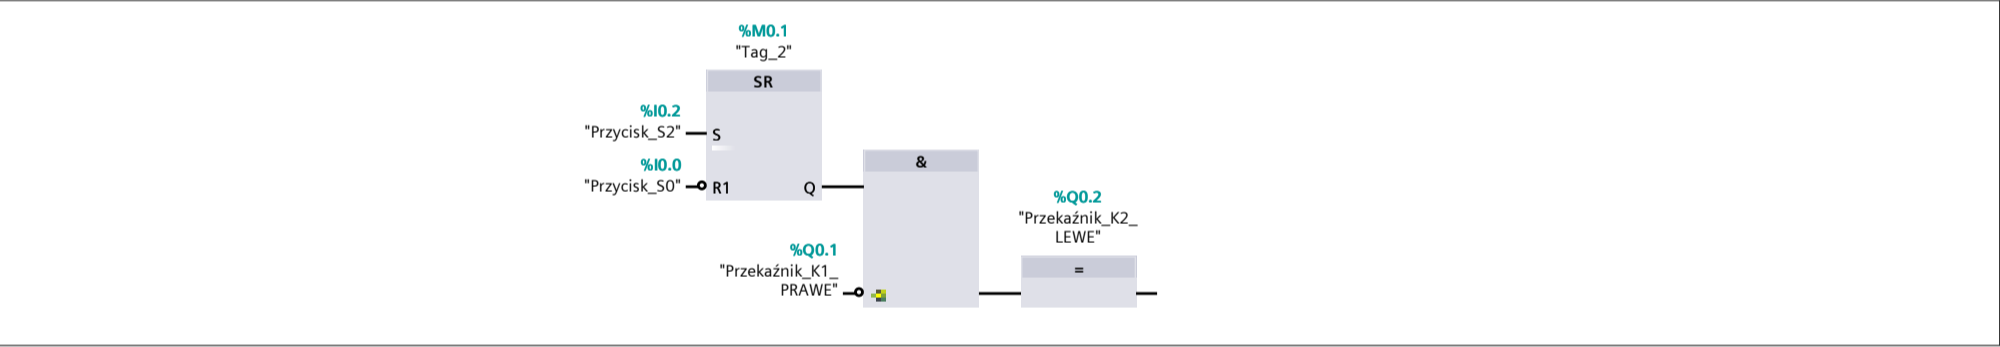 %M0.1
"Tag_2"
SR
%I0.2
"Przycisk_S2"
S
%I0.0
"Przycisk_S0"
R1
Q
&
%Q0.1
"Przekaźnik_K1_
PRAWE"
%Q0.2
"Przekaźnik_K2_
LEWE"
=